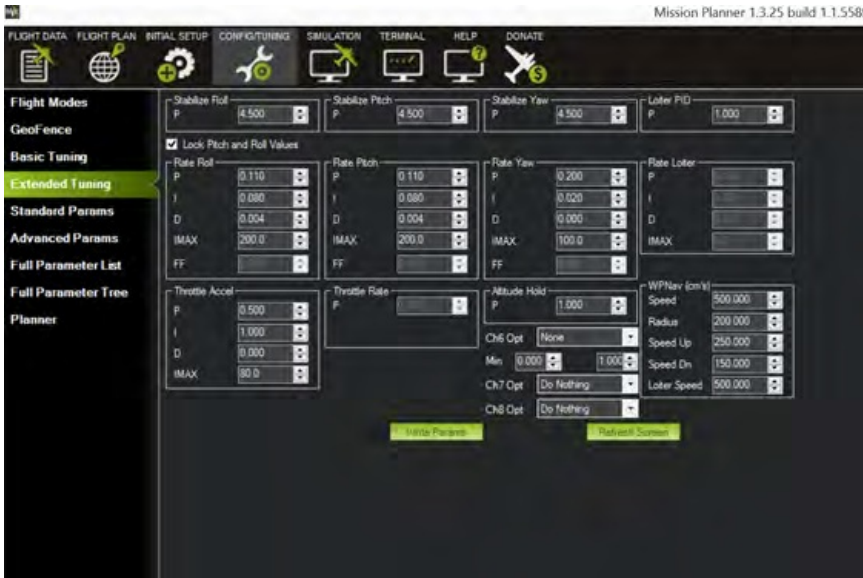 Mission Planner 1.3.25 build 1.1.558
FLIGHT DATA FLIGHT PLAN INITIAL SETUP CONFIG/TUNING SIMULATION TERMINAL HELP DONATE
Flight Modes
GeoFence
Basic Tuning
Extended Tuning
Standard Params
Advanced Params
Full Parameter List
Full Parameter Tree
Planner
Stabilize Roll
P 4.500
Stabilize Pitch
P 4.500
Stabilize Yaw
P 4.500
Loiter PID
P 1.000
Lock Pitch and Roll Values
Rate Roll
P 0.110
I 0.080
D 0.004
IMAX 200.0
FF
Rate Pitch
P 0.110
I 0.080
D 0.004
IMAX 200.0
FF
Rate Yaw
P 0.200
I 0.020
D 0.000
IMAX 100.0
FF
Rate Loiter
P
I
D
IMAX
Throttle Accel
P 0.500
I 1.000
D 0.000
IMAX 80.0
Throttle Rate
P
Altitude Hold
P 1.000
Ch6 Opt None
Min 0.000 1.000
Ch7 Opt Do Nothing
Ch8 Opt Do Nothing
WPNav (cm/s)
Speed 500.000
Radius 200.000
Speed Up 250.000
Speed Dn 150.000
Loiter Speed 500.000
Write Params Refresh Screen